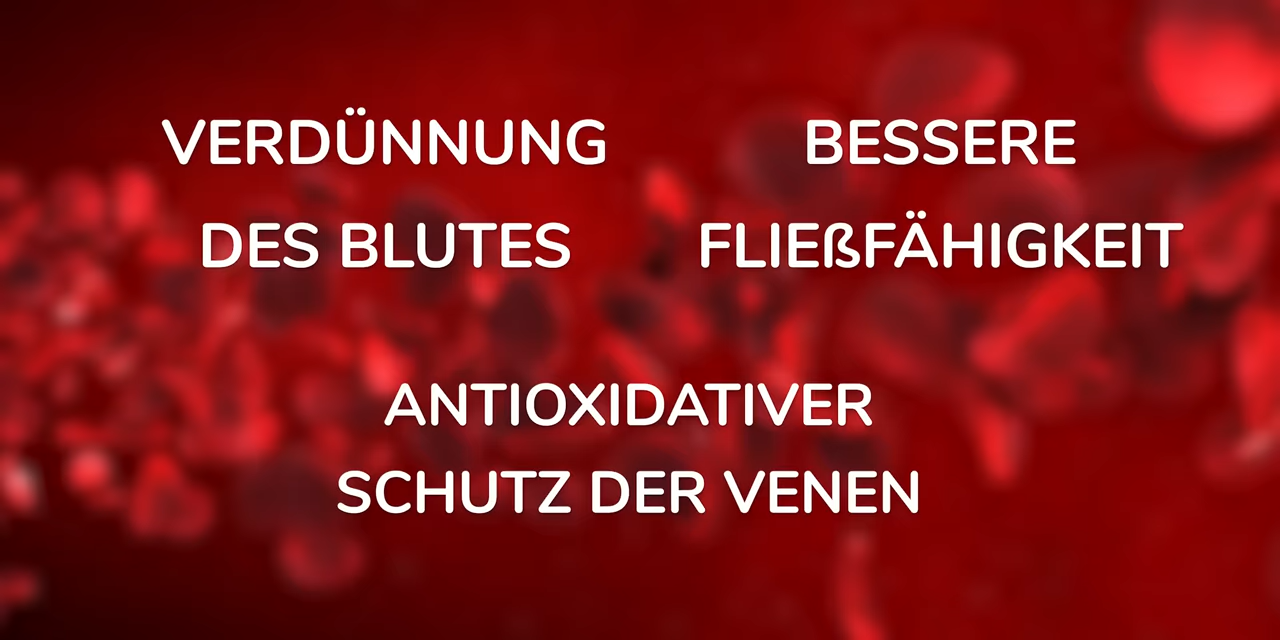 VERDÜNNUNG
DES BLUTES
BESSERE
FLIEßFÄHIGKEIT
ANTIOXIDATIVER
SCHUTZ DER VENEN